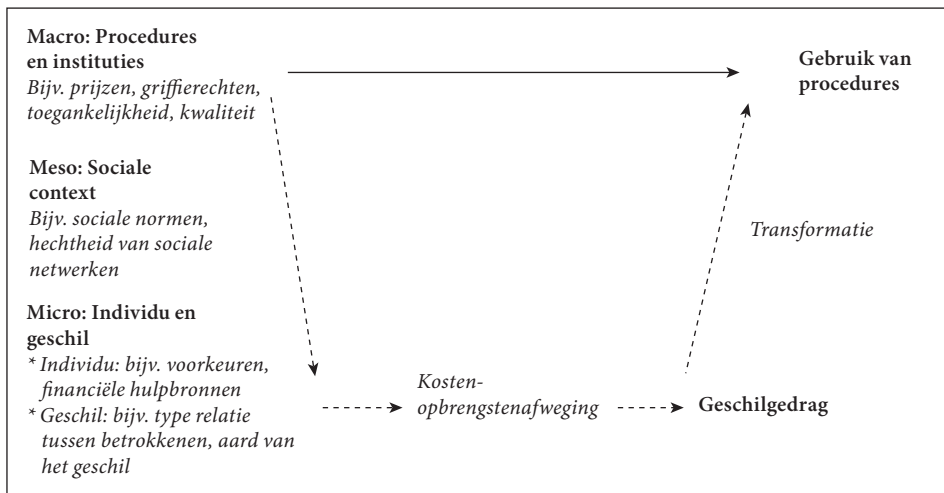 Macro: Procedures
en instituties
Bijv. prijzen, griffierechten,
toegankelijkheid, kwaliteit
Gebruik van
procedures
Meso: Sociale
context
Bijv. sociale normen,
hechtheid van sociale
netwerken
Transformatie
Micro: Individu en
geschil
* Individu: bijv. voorkeuren,
financiële hulpbronnen
* Geschil: bijv. type relatie
tussen betrokkenen, aard van
het geschil
Kosten-
opbrengstenafweging
Geschilgedrag